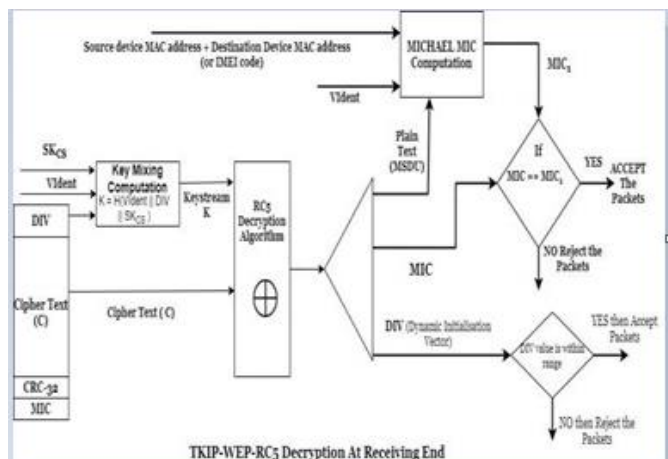 Source device MAC address + Destination Device MAC address
(or IMEI code)
MICHAEL MIC
Computation
MIC₁
VIdent
Plain
Text
(MSDU)
If
MIC == MIC₁
YES
ACCEPT
The
Packets
NO Reject the
Packets
MIC
SK_CS
VIdent
DIV
Key Mixing
Computation
K = H(VIdent || DIV
|| SK_CS )
Keystream
K
RC5
Decryption
Algorithm
Cipher Text
(C)
Cipher Text ( C)
CRC-32
MIC
DIV (Dynamic Initialisation
Vector)
DIV value is within
range
YES then Accept
Packets
NO then Reject the
Packets
TKIP-WEP-RC5 Decryption At Receiving End